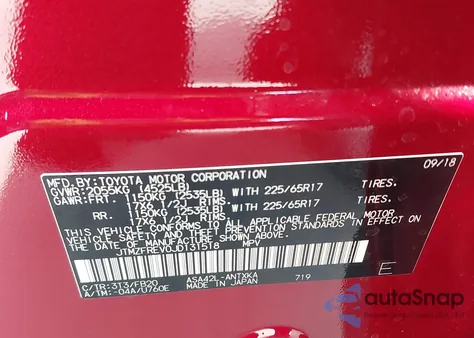 09/18
MFD. BY: TOYOTA MOTOR CORPORATION
GVWR: 2055KG (4525LB)
GAWR: FRT. 1150KG (2535LB) WITH 225/65R17 TIRES.
17X6 1/2J RIMS
RR. 1150KG (2535LB) WITH 225/65R17 TIRES.
17X6 1/2J RIMS
THIS VEHICLE CONFORMS TO ALL APPLICABLE FEDERAL MOTOR
VEHICLE SAFETY AND THEFT PREVENTION STANDARDS IN EFFECT ON
THE DATE OF MANUFACTURE SHOWN ABOVE.
JTMZFREV0JD131518 MPV
C/TR: 3T3/FB20 ASA42L-ANTXKA 719
A/TM: -04A/U760E MADE IN JAPAN
E
autoSnap